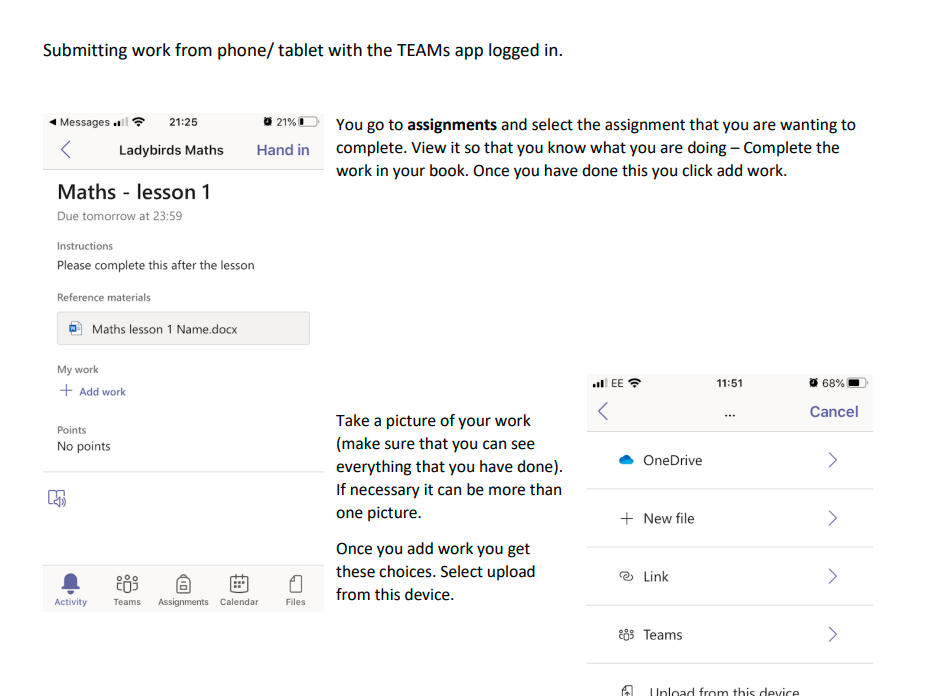 Submitting work from phone/ tablet with the TEAMs app logged in.
Messages 21:25 21%
Ladybirds Maths Hand in
Maths - lesson 1
Due tomorrow at 23:59
Instructions
Please complete this after the lesson
Reference materials
Maths lesson 1 Name.docx
My work
+ Add work
Points
No points
Activity Teams Assignments Calendar Files
You go to assignments and select the assignment that you are wanting to
complete. View it so that you know what you are doing – Complete the
work in your book. Once you have done this you click add work.
Take a picture of your work
(make sure that you can see
everything that you have done).
If necessary it can be more than
one picture.
Once you add work you get
these choices. Select upload
from this device.
EE 11:51 68%
... Cancel
OneDrive
+ New file
Link
Teams
Upload from this device